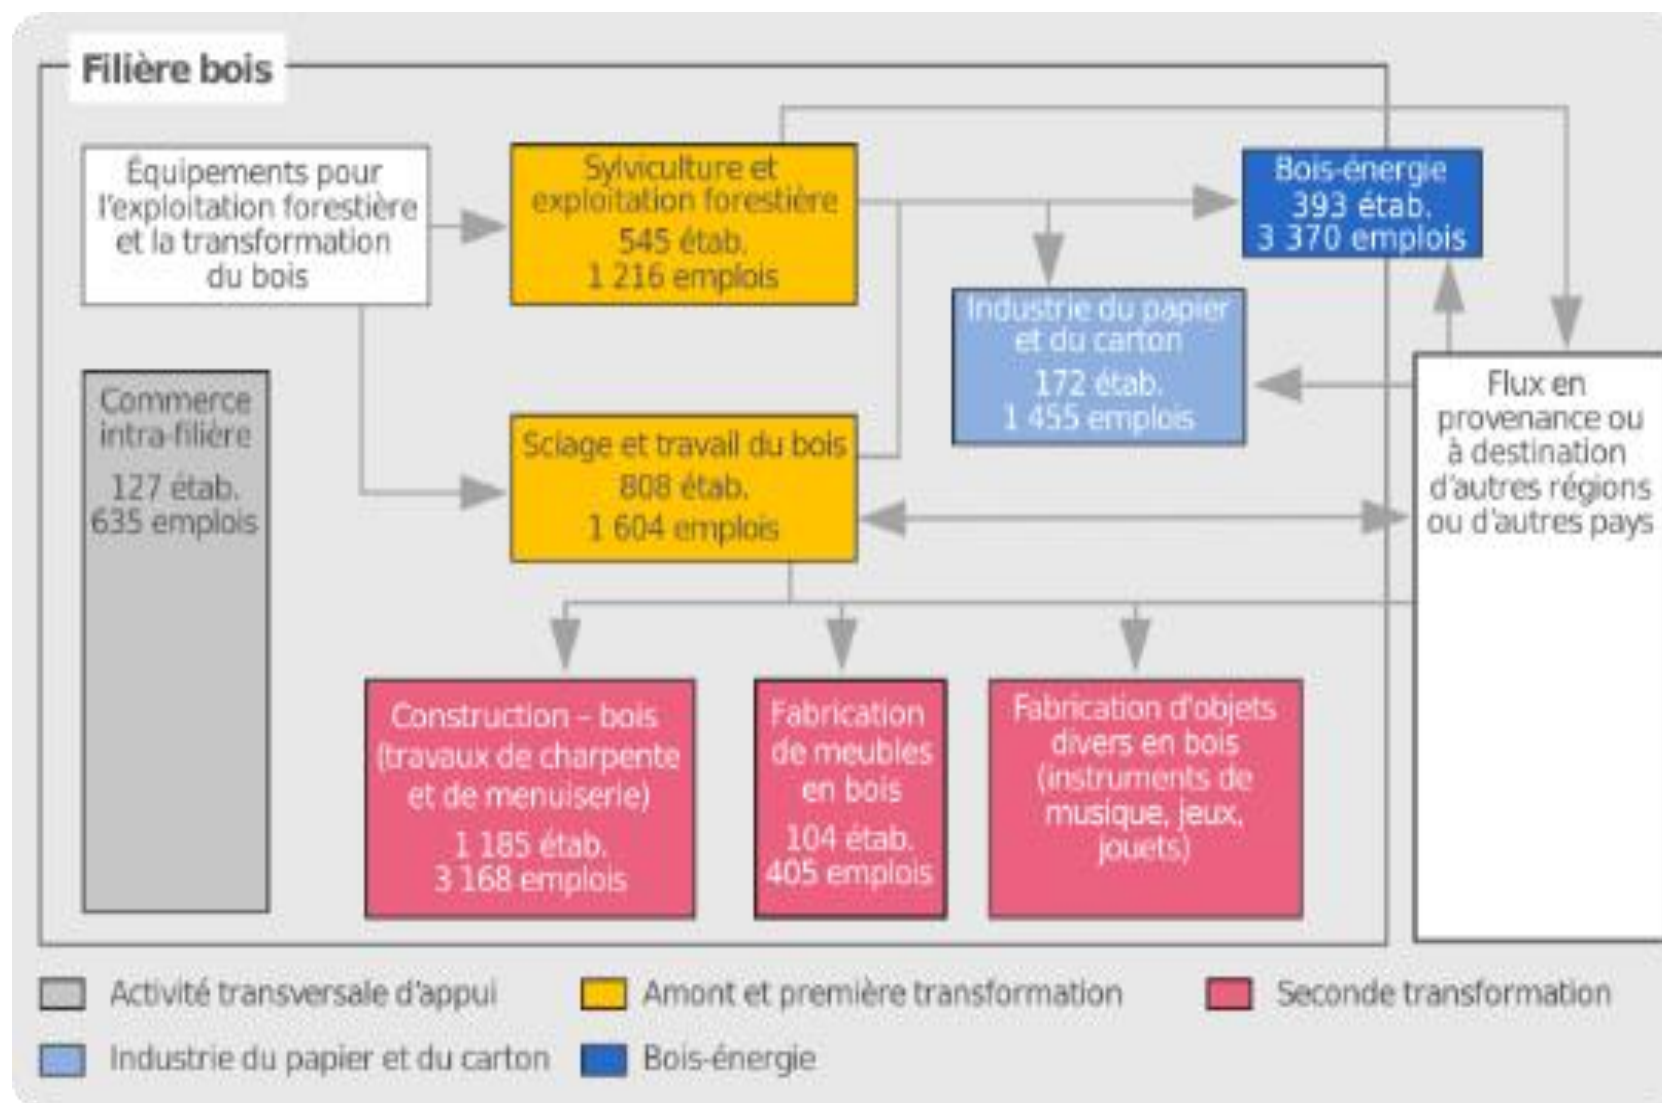 Filière bois
Équipements pour
l'exploitation forestière
et la transformation
du bois
Sylviculture et
exploitation forestière
545 étab.
1 216 emplois
Bois-énergie
393 étab.
3 370 emplois
Industrie du papier
et du carton
172 étab.
1 455 emplois
Commerce
intra-filière
127 étab.
635 emplois
Sciage et travail du bois
808 étab.
1 604 emplois
Flux en
provenance ou
à destination
d'autres régions
ou d'autres pays
Construction – bois
(travaux de charpente
et de menuiserie)
1 185 étab.
3 168 emplois
Fabrication
de meubles
en bois
104 étab.
405 emplois
Fabrication d'objets
divers en bois
(instruments de
musique, jeux,
jouets)
Activité transversale d'appui
Amont et première transformation
Seconde transformation
Industrie du papier et du carton
Bois-énergie